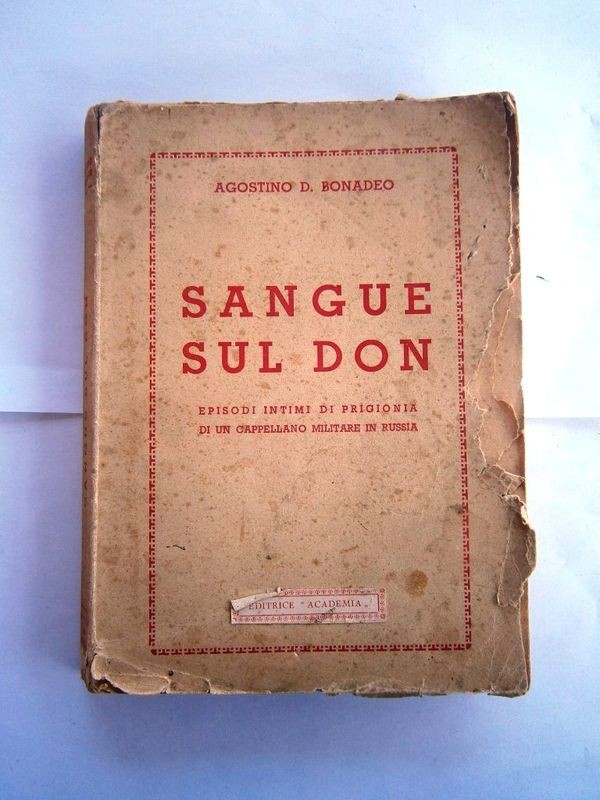 AGOSTINO D. BONADEO
SANGUE
SUL DON
EPISODI INTIMI DI PRIGIONIA
DI UN CAPPELLANO MILITARE IN RUSSIA
EDITRICE "ACADEMIA"